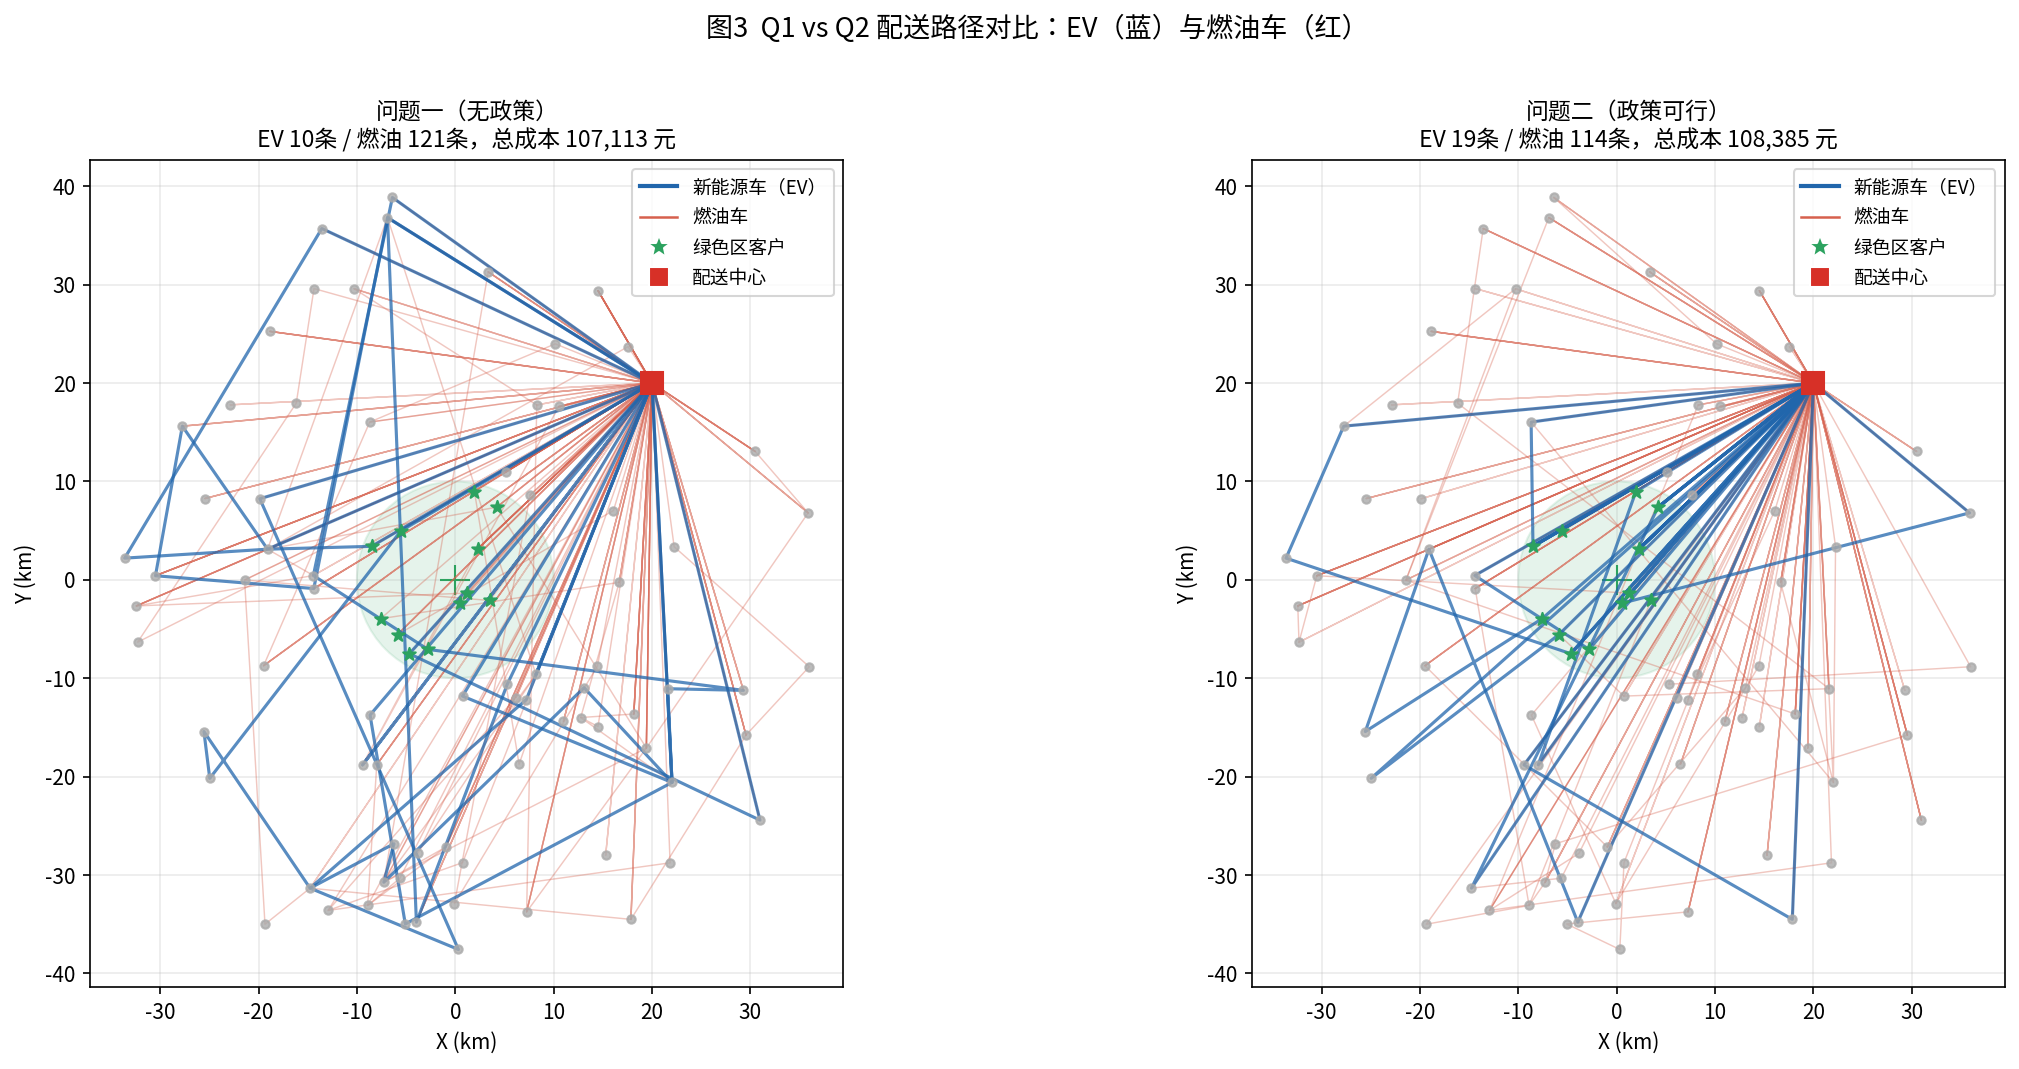 图3  Q1 vs Q2 配送路径对比：EV（蓝）与燃油车（红）
问题一（无政策）
EV 10条 / 燃油 121条，总成本 107,113 元
新能源车（EV）
燃油车
绿色区客户
配送中心
40
30
20
10
0
-10
-20
-30
-40
Y (km)
-30 -20 -10 0 10 20 30
X (km)
问题二（政策可行）
EV 19条 / 燃油 114条，总成本 108,385 元
新能源车（EV）
燃油车
绿色区客户
配送中心
40
30
20
10
0
-10
-20
-30
-40
Y (km)
-30 -20 -10 0 10 20 30
X (km)